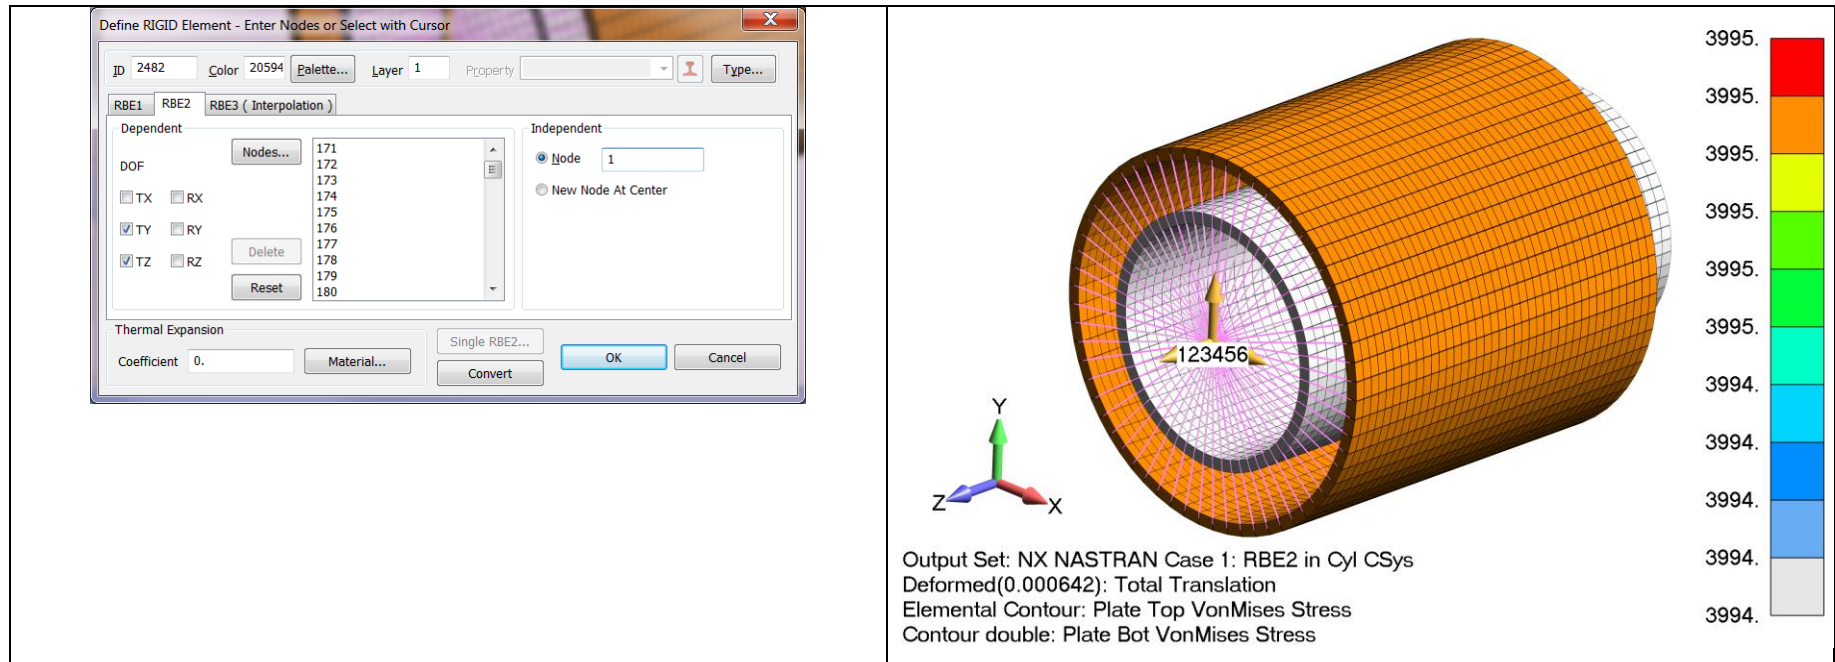 Define RIGID Element - Enter Nodes or Select with Cursor
ID 2482 Color 20594 Palette... Layer 1 Property Type...
RBE1 RBE2 RBE3 ( Interpolation )
Dependent
DOF
TX RX
TY RY
TZ RZ
Nodes...
Delete
Reset
171
172
173
174
175
176
177
178
179
180
Independent
Node 1
New Node At Center
Thermal Expansion
Coefficient 0. Material...
Single RBE2...
Convert
OK Cancel
123456
Y
Z
X
Output Set: NX NASTRAN Case 1: RBE2 in Cyl CSys
Deformed(0.000642): Total Translation
Elemental Contour: Plate Top VonMises Stress
Contour double: Plate Bot VonMises Stress
3995.
3995.
3995.
3995.
3995.
3995.
3994.
3994.
3994.
3994.
3994.